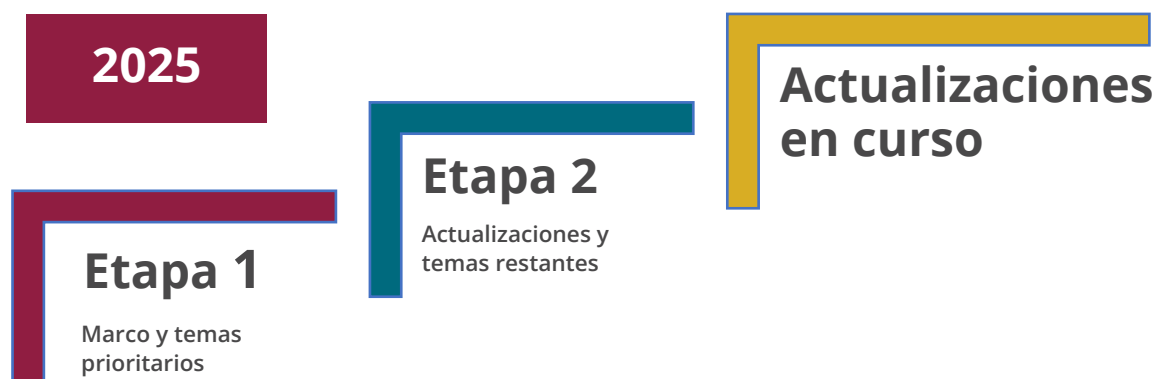 2025
Etapa 1
Marco y temas
prioritarios
Etapa 2
Actualizaciones y
temas restantes
Actualizaciones
en curso